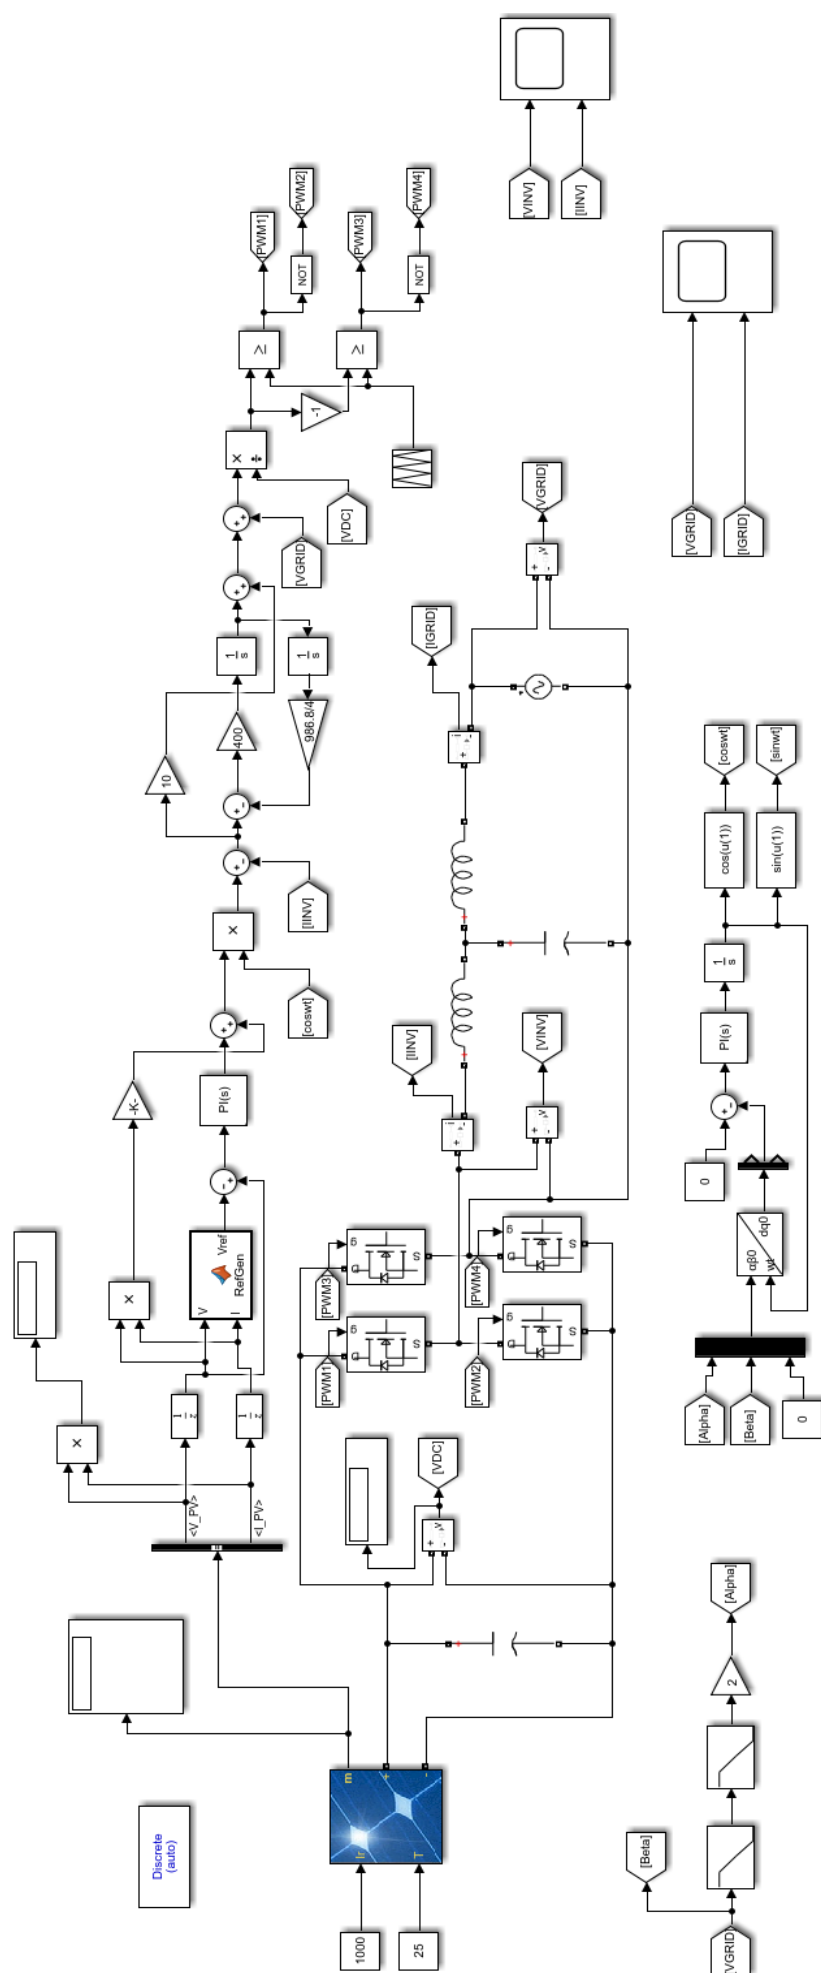 Discrete
(auto)
1000
25
Ir
T
m
+
-
<V_PV>
<I_PV>
×
1
z
1
z
×
V
I
Vref
RefGen
-K-
PI(s)
[coswt]
×
[IINV]
10
400
1
s
1
s
986.8/4
[VGRID]
[VDC]
×
÷
-1
≥
≥
NOT
NOT
[PWM1]
[PWM2]
[PWM3]
[PWM4]
[VINV]
[IINV]
[VDC]
+
-
v
[PWM1]
[PWM3]
[PWM2]
[PWM4]
g
D
S
g
D
S
g
D
S
g
D
S
[IINV]
+
i
-
[VINV]
+
-
v
[IGRID]
+
i
-
[VGRID]
+
-
v
[VGRID]
[IGRID]
[VGRID]
[Beta]
2
[Alpha]
[Alpha]
[Beta]
0
αβ0
dq0
wt
0
PI(s)
1
s
cos(u(1))
sin(u(1))
[coswt]
[sinwt]